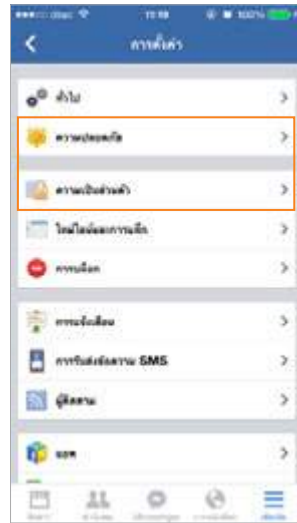 การตั้งค่า
ทั่วไป
ความปลอดภัย
ความเป็นส่วนตัว
ไทม์ไลน์และการแท็ก
การบล็อก
การแจ้งเตือน
การรับส่งข้อความ SMS
ผู้ติดตาม
แอพ